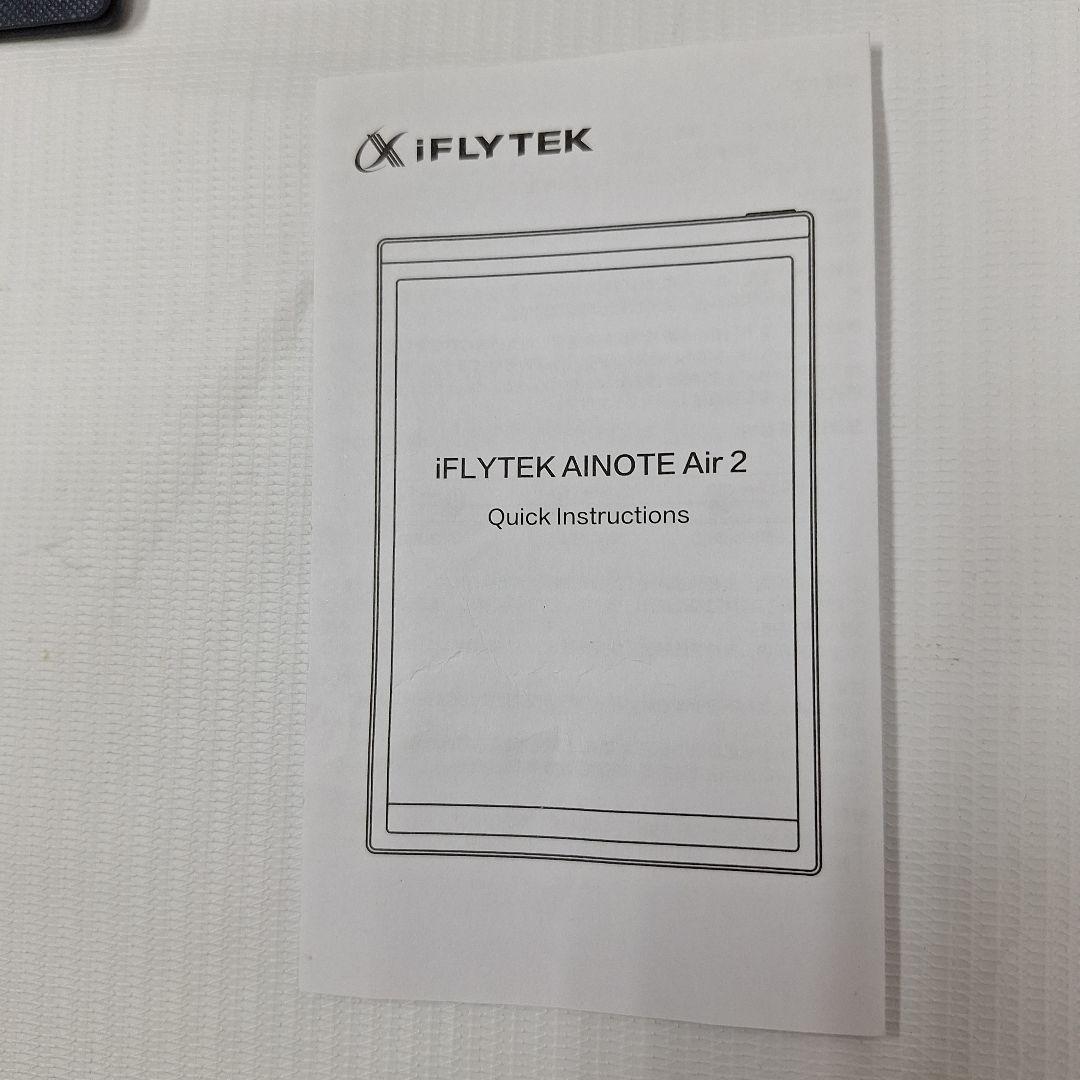 iFLYTEK
iFLYTEK AINOTE Air 2
Quick Instructions